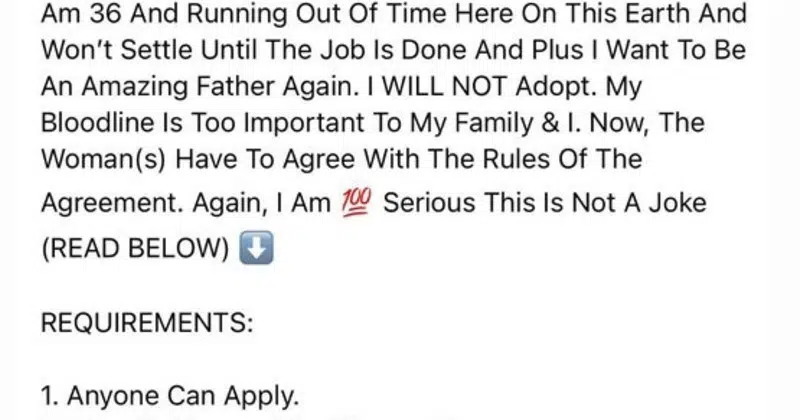 Am 36 And Running Out Of Time Here On This Earth And
Won't Settle Until The Job Is Done And Plus I Want To Be
An Amazing Father Again. I WILL NOT Adopt. My
Bloodline Is Too Important To My Family & I. Now, The
Woman(s) Have To Agree With The Rules Of The
Agreement. Again, I Am 💯 Serious This Is Not A Joke
(READ BELOW) ⬇️
REQUIREMENTS:
1. Anyone Can Apply.